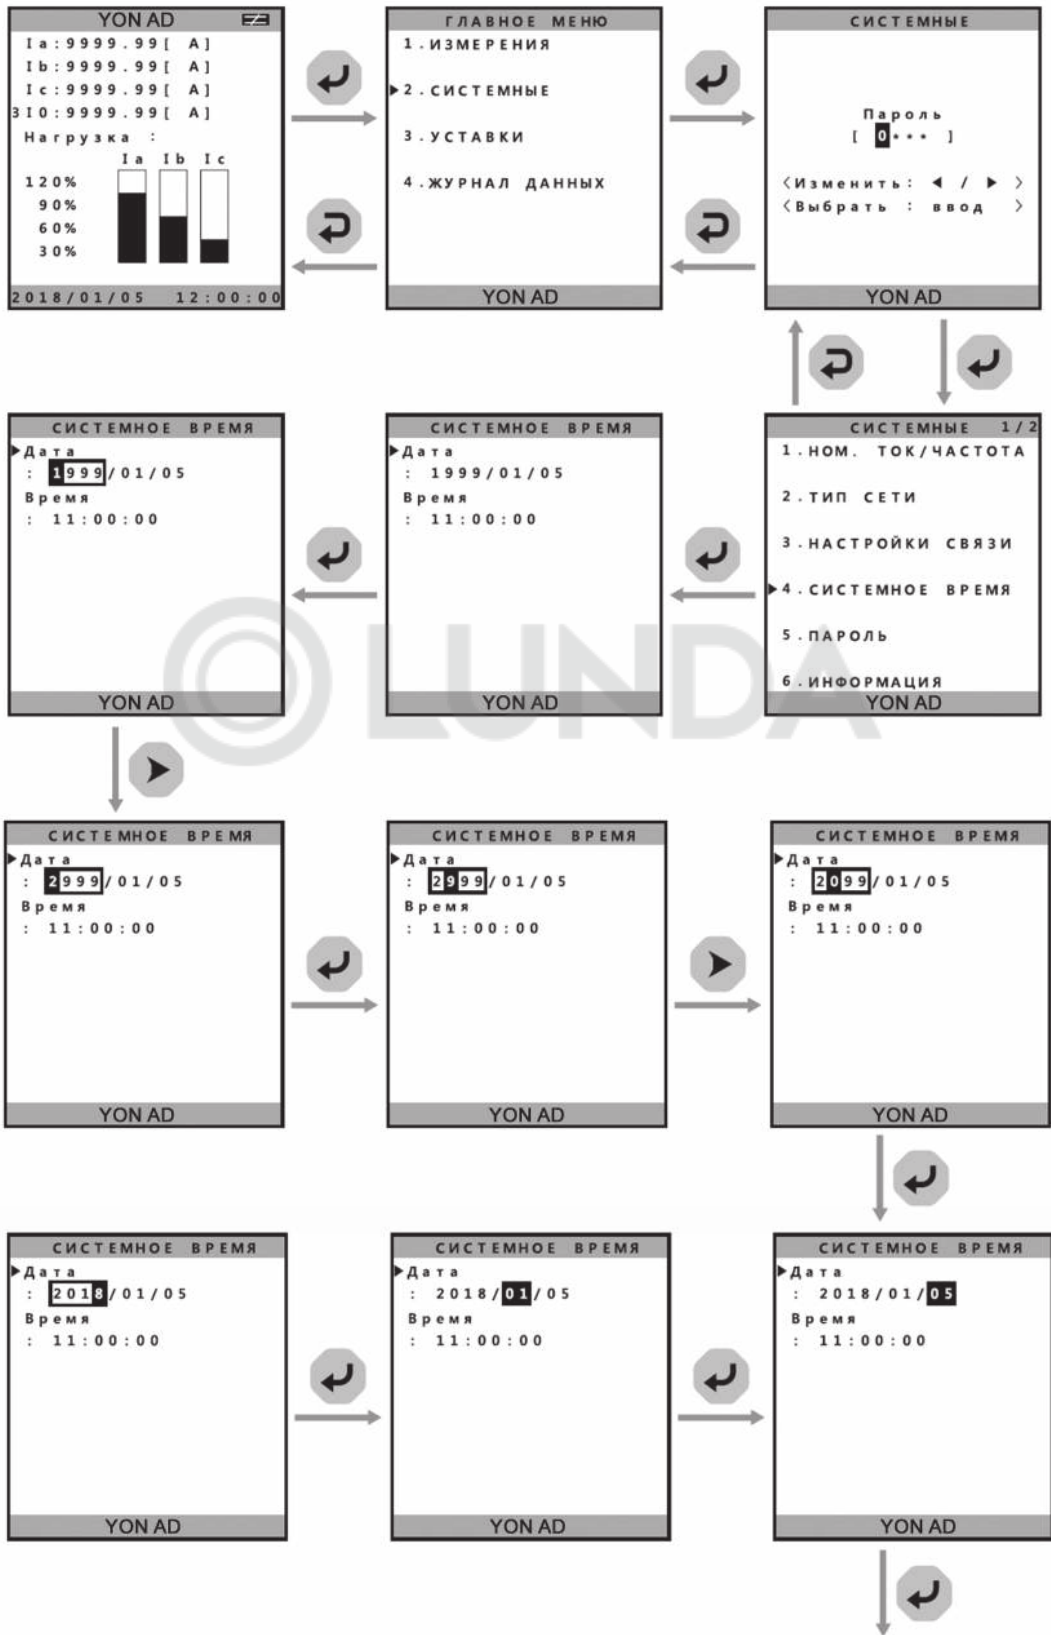 YON AD
Ia:9999.99[ A]
Ib:9999.99[ A]
Ic:9999.99[ A]
3I0:9999.99[ A]
Нагрузка :
Ia Ib Ic
120%
90%
60%
30%
2018/01/05 12:00:00
ГЛАВНОЕ МЕНЮ
1.ИЗМЕРЕНИЯ
2.СИСТЕМНЫЕ
3.УСТАВКИ
4.ЖУРНАЛ ДАННЫХ
YON AD
СИСТЕМНЫЕ
Пароль
[ 0*** ]
<Изменить: ◀ / ▶ >
<Выбрать : ввод >
YON AD
СИСТЕМНОЕ ВРЕМЯ
▶Дата
: 1999/01/05
Время
: 11:00:00
YON AD
СИСТЕМНОЕ ВРЕМЯ
▶Дата
: 1999/01/05
Время
: 11:00:00
YON AD
СИСТЕМНЫЕ 1/2
1.НОМ. ТОК/ЧАСТОТА
2.ТИП СЕТИ
3.НАСТРОЙКИ СВЯЗИ
▶4.СИСТЕМНОЕ ВРЕМЯ
5.ПАРОЛЬ
6.ИНФОРМАЦИЯ
YON AD
LUNDA
СИСТЕМНОЕ ВРЕМЯ
▶Дата
: 2999/01/05
Время
: 11:00:00
YON AD
СИСТЕМНОЕ ВРЕМЯ
▶Дата
: 2999/01/05
Время
: 11:00:00
YON AD
СИСТЕМНОЕ ВРЕМЯ
▶Дата
: 2099/01/05
Время
: 11:00:00
YON AD
СИСТЕМНОЕ ВРЕМЯ
▶Дата
: 2018/01/05
Время
: 11:00:00
YON AD
СИСТЕМНОЕ ВРЕМЯ
▶Дата
: 2018/01/05
Время
: 11:00:00
YON AD
СИСТЕМНОЕ ВРЕМЯ
▶Дата
: 2018/01/05
Время
: 11:00:00
YON AD